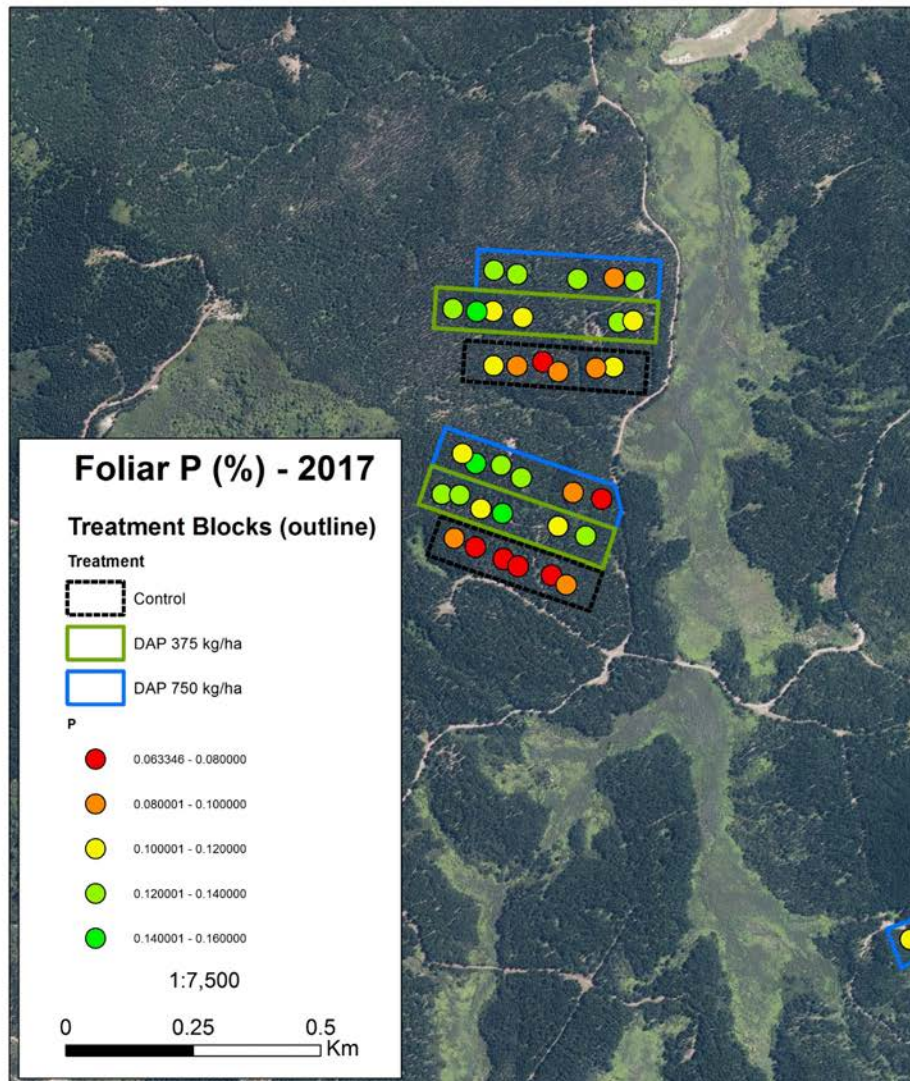 Foliar P (%) - 2017
Treatment Blocks (outline)
Treatment
Control
DAP 375 kg/ha
DAP 750 kg/ha
P
0.063346 - 0.080000
0.080001 - 0.100000
0.100001 - 0.120000
0.120001 - 0.140000
0.140001 - 0.160000
1:7,500
0 0.25 0.5
Km